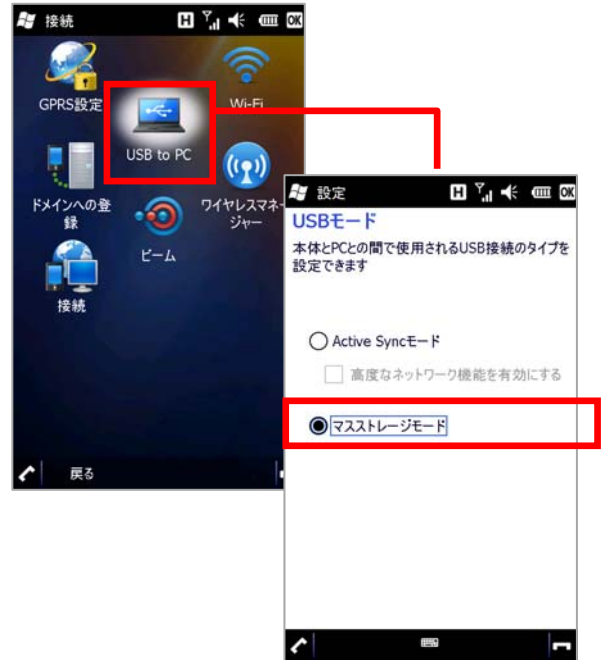 接続
H
OK
GPRS設定
Wi-Fi
USB to PC
ドメインへの登
録
ワイヤレスマネー
ジャー
ビーム
接続
戻る
設定
H
OK
USBモード
本体とPCとの間で使用されるUSB接続のタイプを
設定できます
Active Syncモード
高度なネットワーク機能を有効にする
マスストレージモード